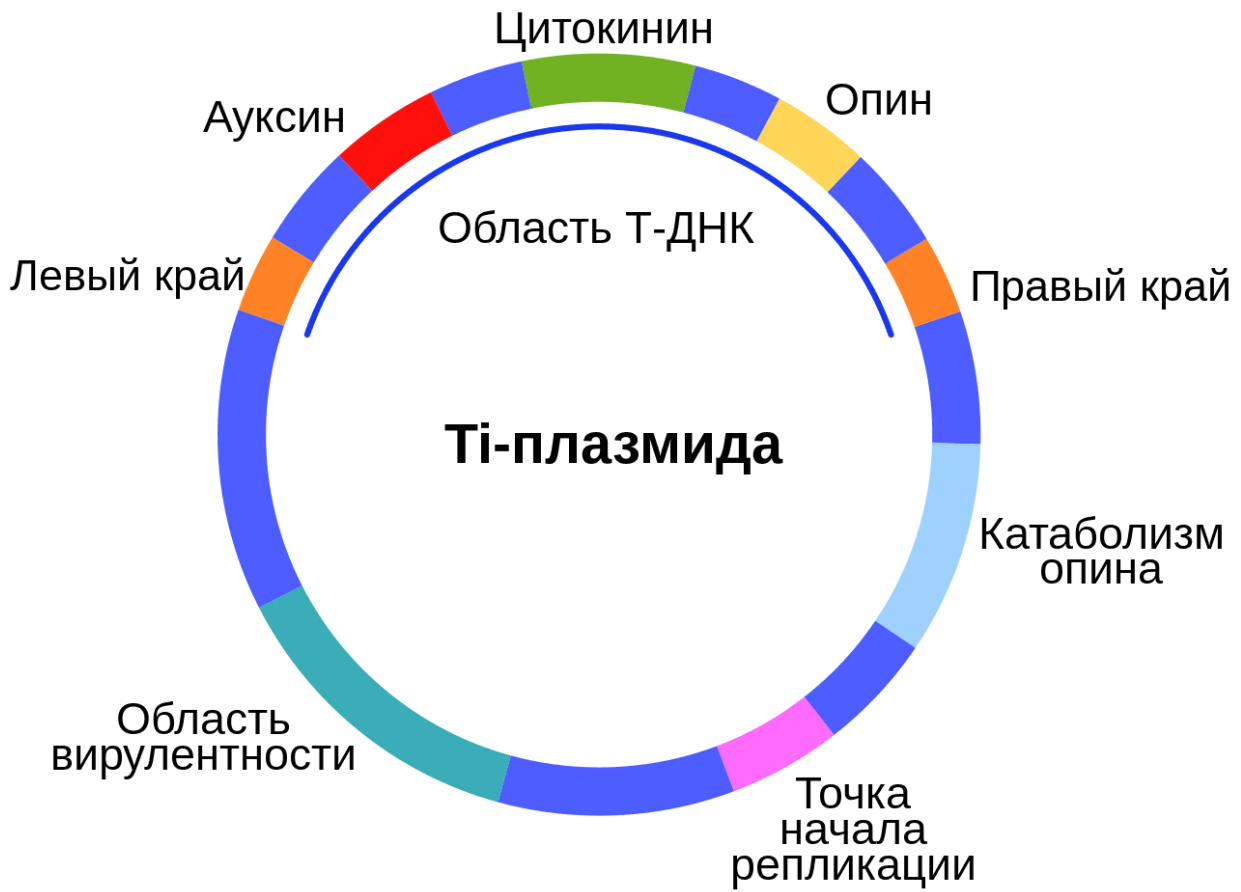 Цитокинин
Опин
Ауксин
Область Т-ДНК
Левый край
Правый край
Ti-плазмида
Катаболизм
опина
Область
вирулентности
Точка
начала
репликации